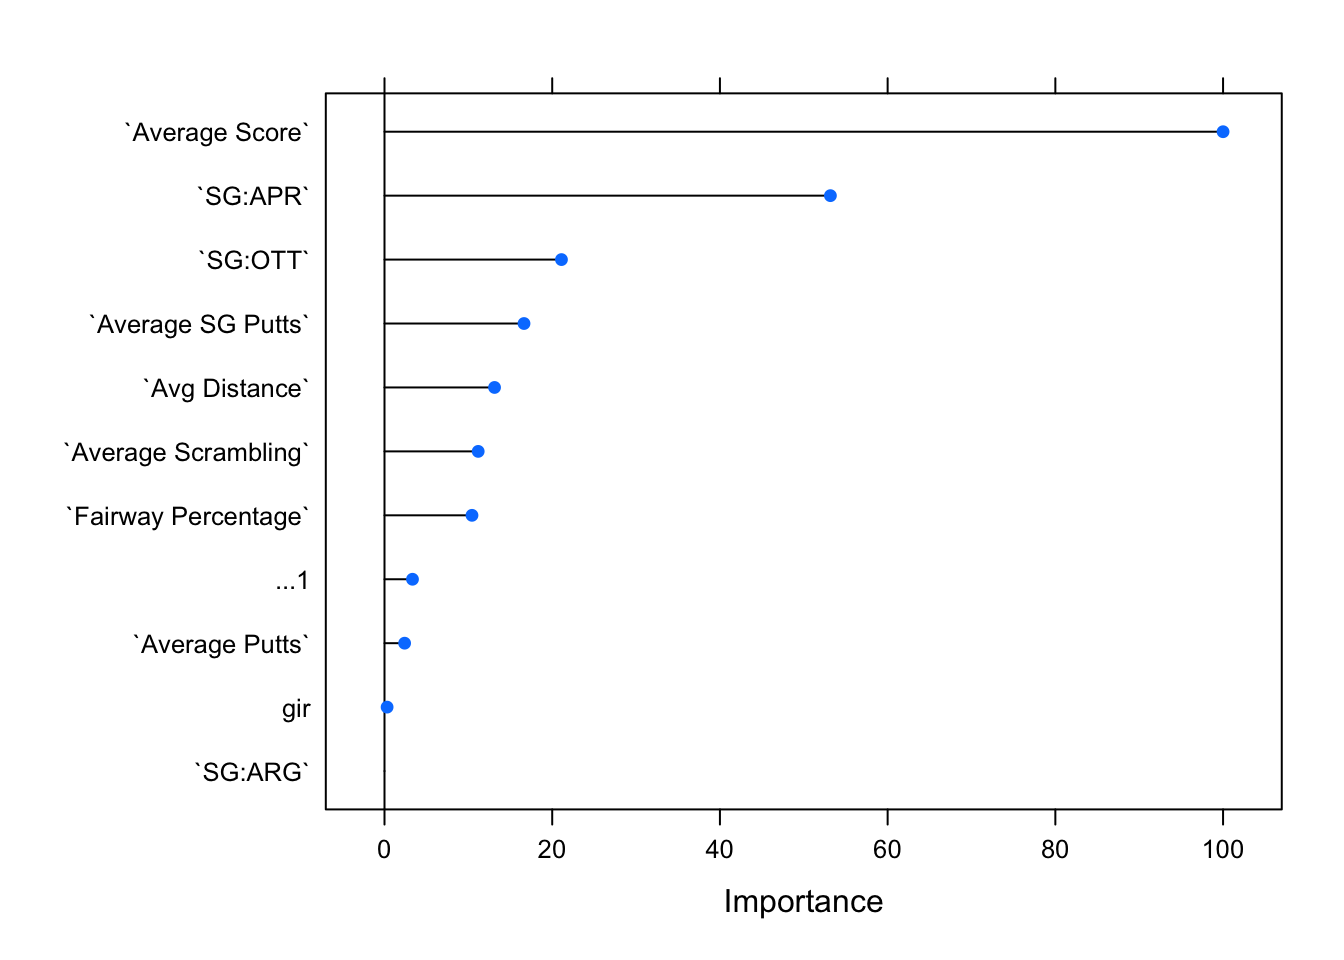 `Average Score`
`SG:APR`
`SG:OTT`
`Average SG Putts`
`Avg Distance`
`Average Scrambling`
`Fairway Percentage`
...1
`Average Putts`
gir
`SG:ARG`
0 20 40 60 80 100
Importance